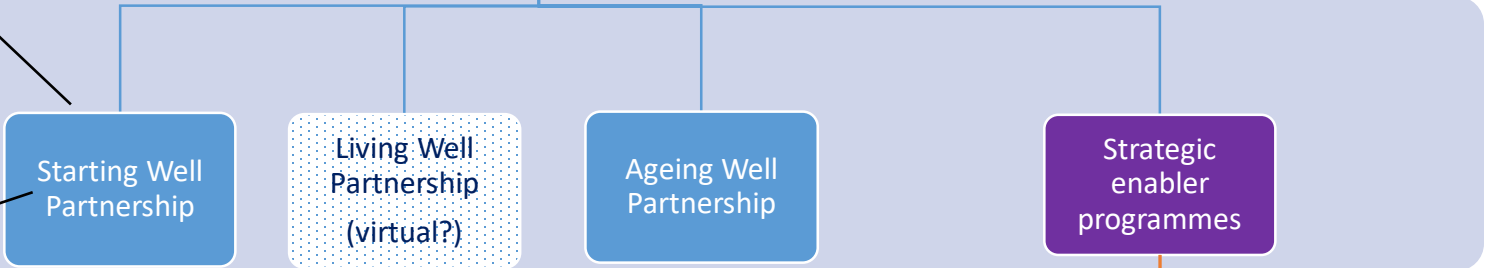 Starting Well
Partnership
Living Well
Partnership
(virtual?)
Ageing Well
Partnership
Strategic
enabler
programmes